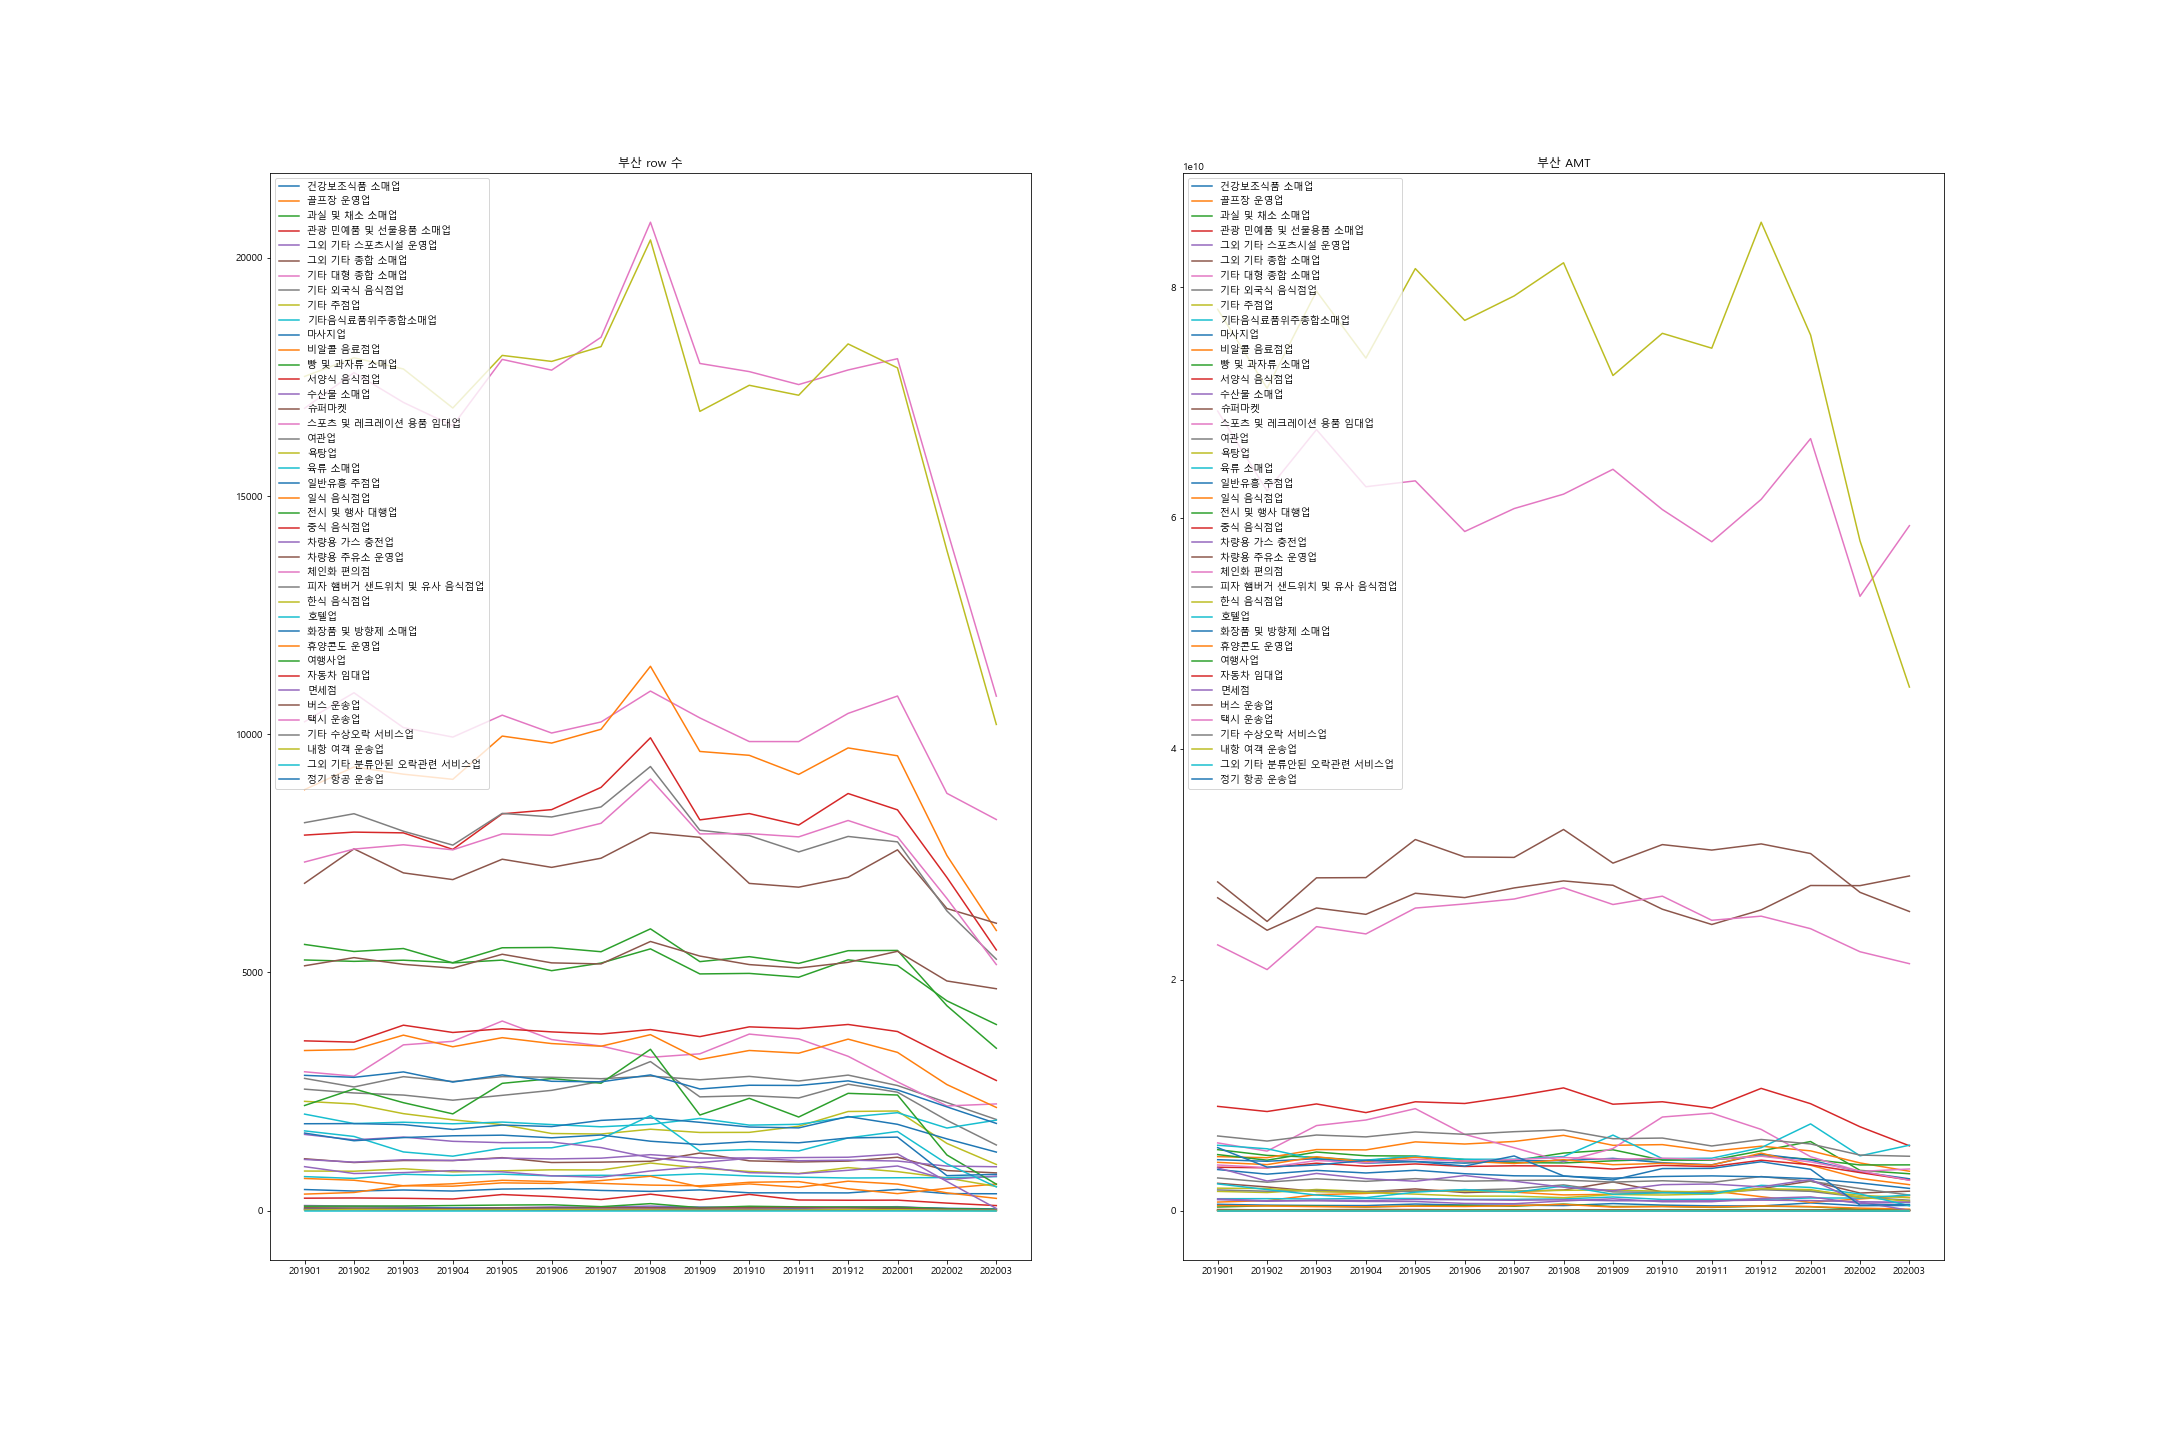 부산 row 수
건강보조식품 소매업
골프장 운영업
과실 및 채소 소매업
관광 민예품 및 선물용품 소매업
그외 기타 스포츠시설 운영업
그외 기타 종합 소매업
기타 대형 종합 소매업
기타 외국식 음식점업
기타 주점업
기타음식료품위주종합소매업
마사지업
비알콜 음료점업
빵 및 과자류 소매업
서양식 음식점업
수산물 소매업
슈퍼마켓
스포츠 및 레크레이션 용품 임대업
여관업
욕탕업
육류 소매업
일반유흥 주점업
일식 음식점업
전시 및 행사 대행업
중식 음식점업
차량용 가스 충전업
차량용 주유소 운영업
체인화 편의점
피자 햄버거 샌드위치 및 유사 음식점업
한식 음식점업
호텔업
화장품 및 방향제 소매업
휴양콘도 운영업
여행사업
자동차 임대업
면세점
버스 운송업
택시 운송업
기타 수상오락 서비스업
내항 여객 운송업
그외 기타 분류안된 오락관련 서비스업
정기 항공 운송업
20000
15000
10000
5000
0
201901 201902 201903 201904 201905 201906 201907 201908 201909 201910 201911 201912 202001 202002 202003
부산 AMT
1e10
건강보조식품 소매업
골프장 운영업
과실 및 채소 소매업
관광 민예품 및 선물용품 소매업
그외 기타 스포츠시설 운영업
그외 기타 종합 소매업
기타 대형 종합 소매업
기타 외국식 음식점업
기타 주점업
기타음식료품위주종합소매업
마사지업
비알콜 음료점업
빵 및 과자류 소매업
서양식 음식점업
수산물 소매업
슈퍼마켓
스포츠 및 레크레이션 용품 임대업
여관업
욕탕업
육류 소매업
일반유흥 주점업
일식 음식점업
전시 및 행사 대행업
중식 음식점업
차량용 가스 충전업
차량용 주유소 운영업
체인화 편의점
피자 햄버거 샌드위치 및 유사 음식점업
한식 음식점업
호텔업
화장품 및 방향제 소매업
휴양콘도 운영업
여행사업
자동차 임대업
면세점
버스 운송업
택시 운송업
기타 수상오락 서비스업
내항 여객 운송업
그외 기타 분류안된 오락관련 서비스업
정기 항공 운송업
8
6
4
2
0
201901 201902 201903 201904 201905 201906 201907 201908 201909 201910 201911 201912 202001 202002 202003